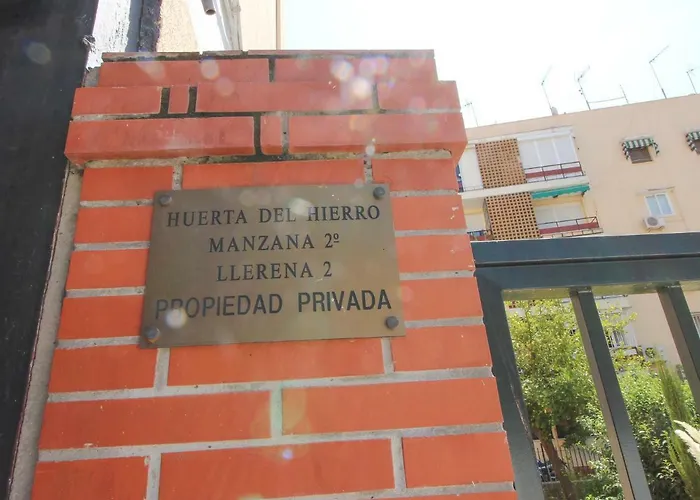 HUERTA DEL HIERRO
MANZANA 2º
LLERENA 2
PROPIEDAD PRIVADA